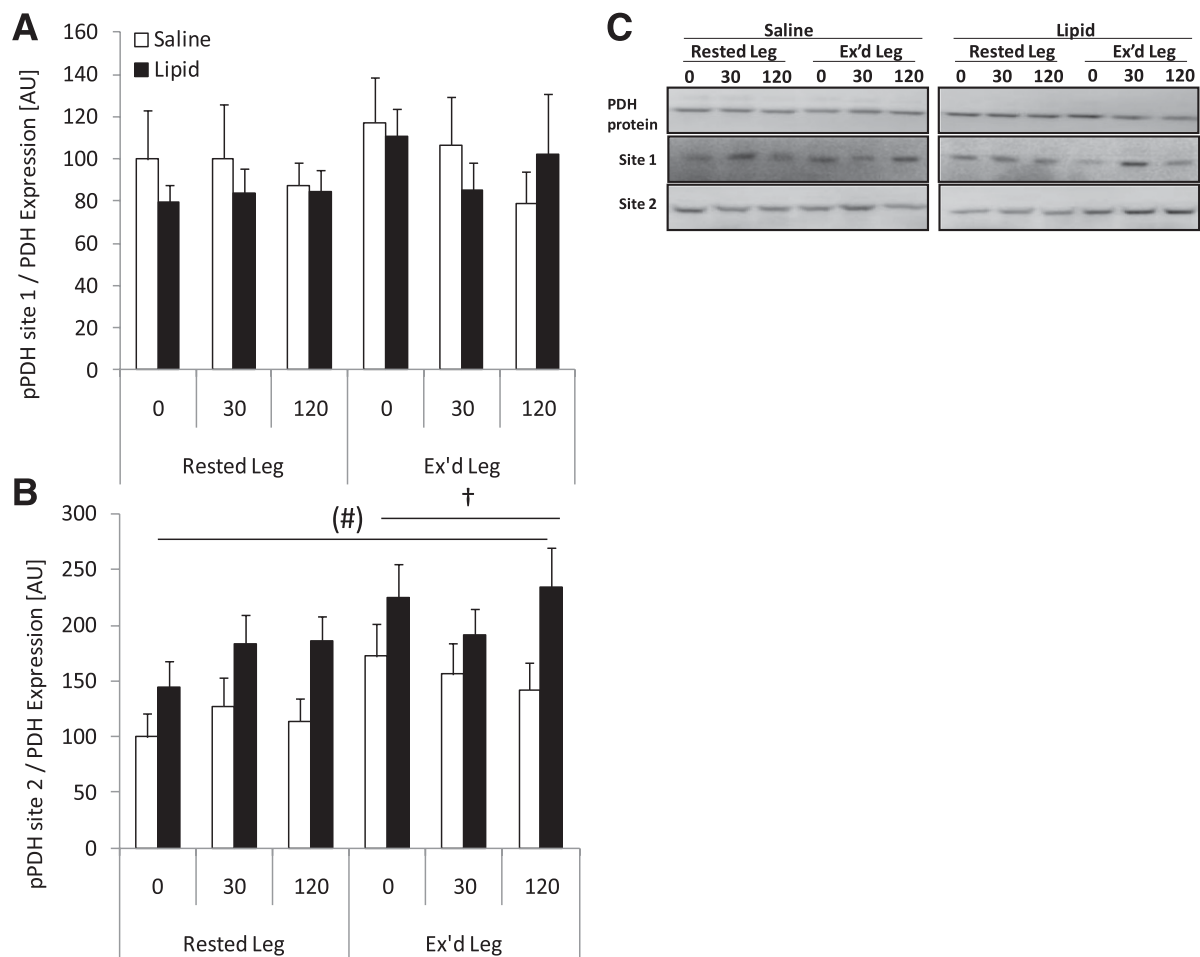 A
pPDH site 1 / PDH Expression [AU]
160
140
120
100
80
60
40
20
0
Saline
Lipid
0 30 120 0 30 120
Rested Leg Ex'd Leg
B
pPDH site 2 / PDH Expression [AU]
300
250
200
150
100
50
0
(#) †
0 30 120 0 30 120
Rested Leg Ex'd Leg
C
Saline Lipid
Rested Leg Ex'd Leg Rested Leg Ex'd Leg
0 30 120 0 30 120 0 30 120 0 30 120
PDH
protein
Site 1
Site 2